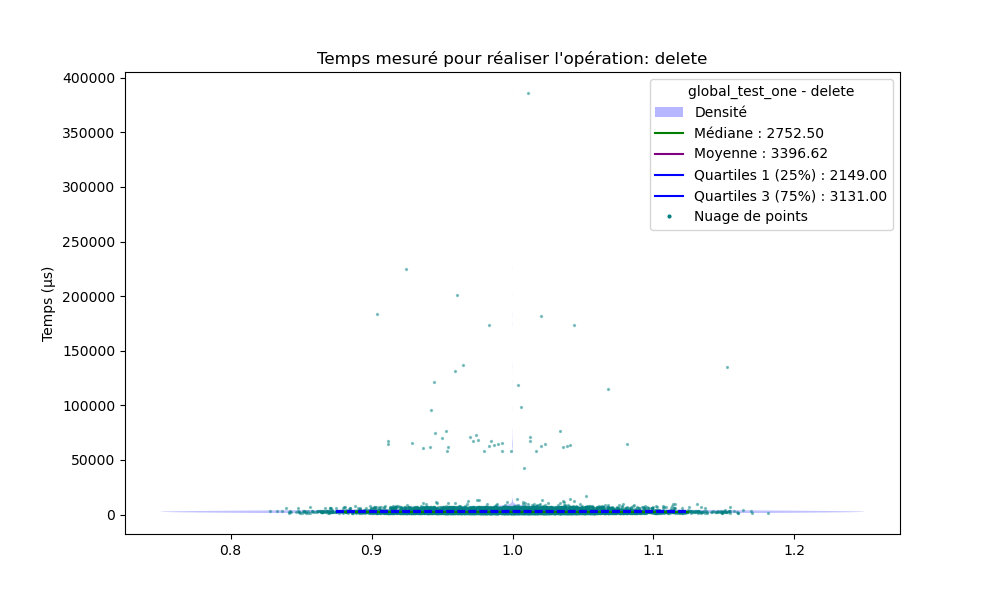 Temps mesuré pour réaliser l'opération: delete
400000
350000
300000
250000
200000
150000
100000
50000
0
Temps (µs)
global_test_one - delete
Densité
Médiane : 2752.50
Moyenne : 3396.62
Quartiles 1 (25%) : 2149.00
Quartiles 3 (75%) : 3131.00
Nuage de points
0.8
0.9
1.0
1.1
1.2